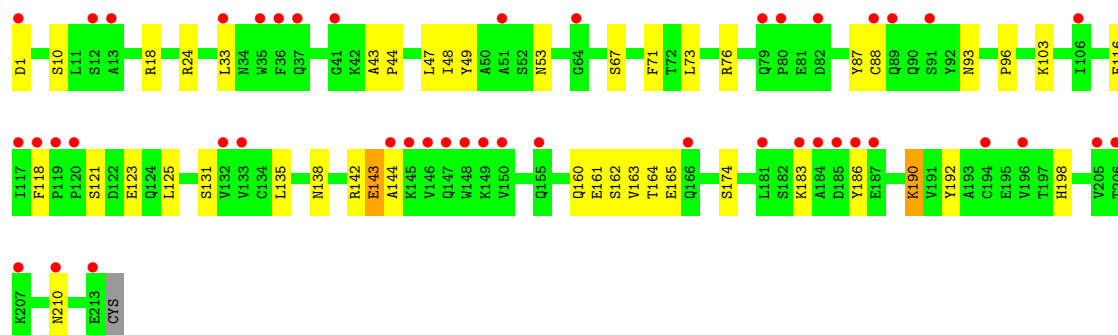 D1 S10 L11 S12 A13 R18 R24 L33 N34 W35 F36 Q37 G41 K42 A43 P44 L47 I48 Y49 A50 A51 S52 N53 G64 S67 F71 T72 L73 R76 Q79 P80 E81 D82 Y87 C88 Q89 Q90 S91 Y92 N93 P96 K103 I106
I117 F118 P119 P120 S121 D122 E123 Q124 L125 S131 V132 V133 C134 L135 N138 R142 E143 A144 K145 V146 Q147 W148 K149 V150 Q155 Q160 E161 S162 V163 T164 E165 Q166 S174 L181 S182 K183 A184 D185 Y186 E187 K190 V191 Y192 A193 C194 E195 V196 T197 H198 V205
K207 N210 E213 CYS